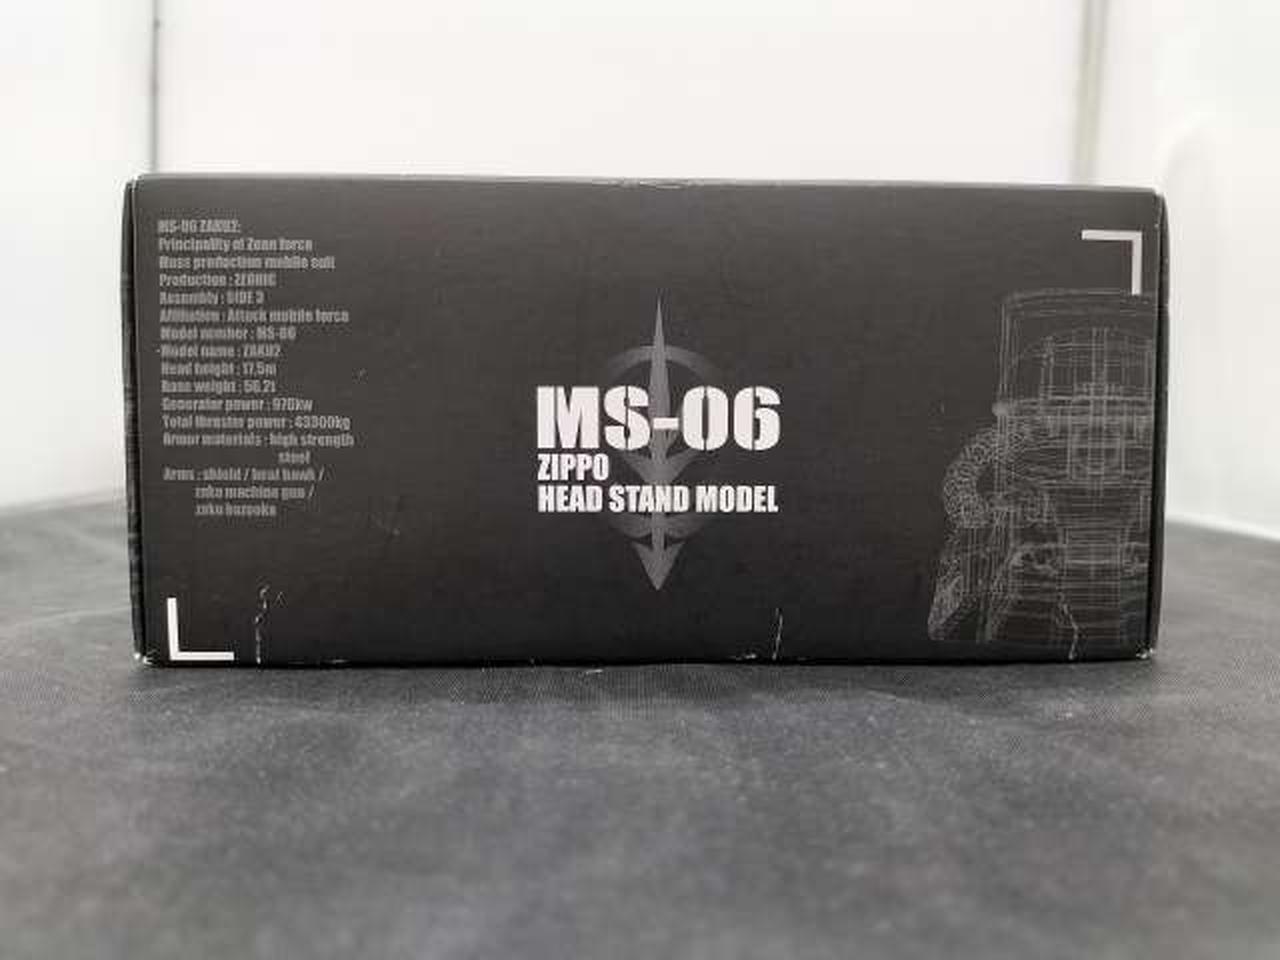 MS-06 ZAKU2:
Principality of Zeon force
Mass production mobile suit
Production : ZEONIC
Assembly : SIDE 3
Affiliation : Attack mobile force
Model number : MS-06
Model name : ZAKU2
Head height : 17.5m
Base weight : 56.2t
Generator power : 976kw
Total thruster power : 43300kg
Armor materials : high strength
steel
Arms : shield / heat hawk /
zaku machine gun /
zaku bazooka
MS-06
ZIPPO
HEAD STAND MODEL